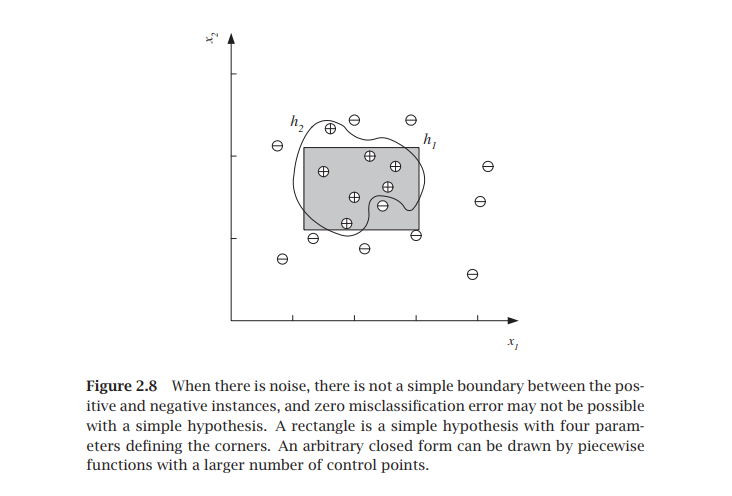 x2
h2
h1
x1
Figure 2.8 When there is noise, there is not a simple boundary between the pos-
itive and negative instances, and zero misclassification error may not be possible
with a simple hypothesis. A rectangle is a simple hypothesis with four param-
eters defining the corners. An arbitrary closed form can be drawn by piecewise
functions with a larger number of control points.